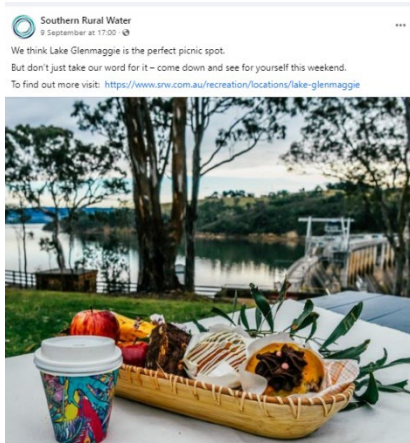 Southern Rural Water
9 September at 17:00 ·
We think Lake Glenmaggie is the perfect picnic spot.
But don't just take our word for it – come down and see for yourself this weekend.
To find out more visit: https://www.srw.com.au/recreation/locations/lake-glenmaggie